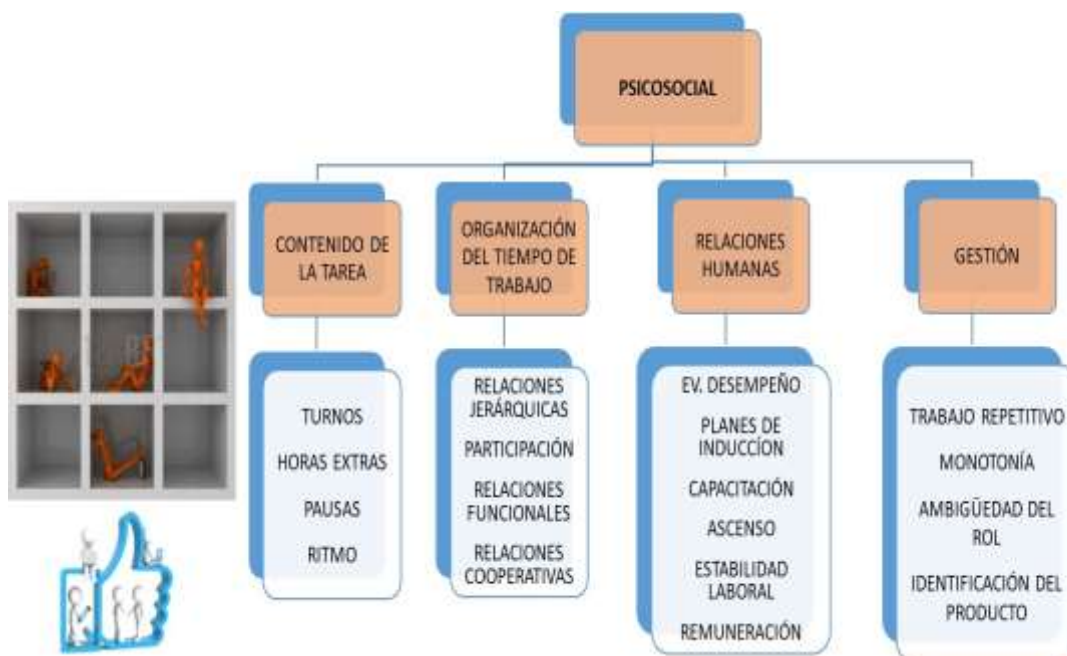 PSICOSOCIAL
CONTENIDO DE
LA TAREA
ORGANIZACIÓN
DEL TIEMPO DE
TRABAJO
RELACIONES
HUMANAS
GESTIÓN
TURNOS
HORAS EXTRAS
PAUSAS
RITMO
RELACIONES
JERÁRQUICAS
PARTICIPACIÓN
RELACIONES
FUNCIONALES
RELACIONES
COOPERATIVAS
EV. DESEMPEÑO
PLANES DE
INDUCCÍON
CAPACITACIÓN
ASCENSO
ESTABILIDAD
LABORAL
REMUNERACIÓN
TRABAJO REPETITIVO
MONOTONÍA
AMBIGÜEDAD DEL
ROL
IDENTIFICACIÓN DEL
PRODUCTO